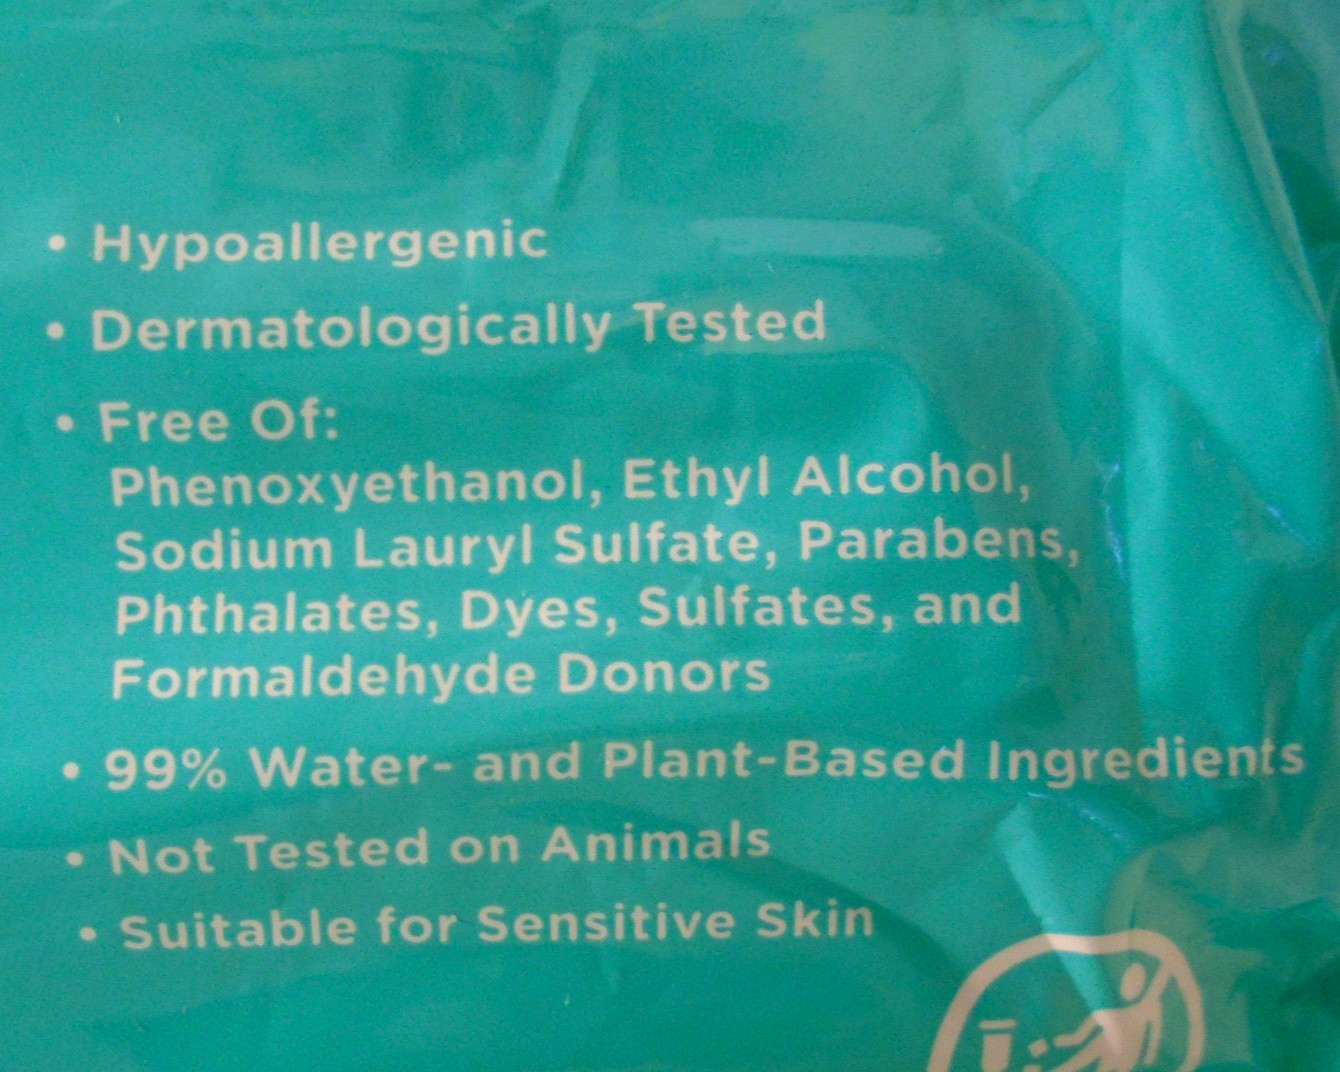 • Hypoallergenic
• Dermatologically Tested
• Free Of:
Phenoxyethanol, Ethyl Alcohol,
Sodium Lauryl Sulfate, Parabens,
Phthalates, Dyes, Sulfates, and
Formaldehyde Donors
• 99% Water- and Plant-Based Ingredients
• Not Tested on Animals
• Suitable for Sensitive Skin